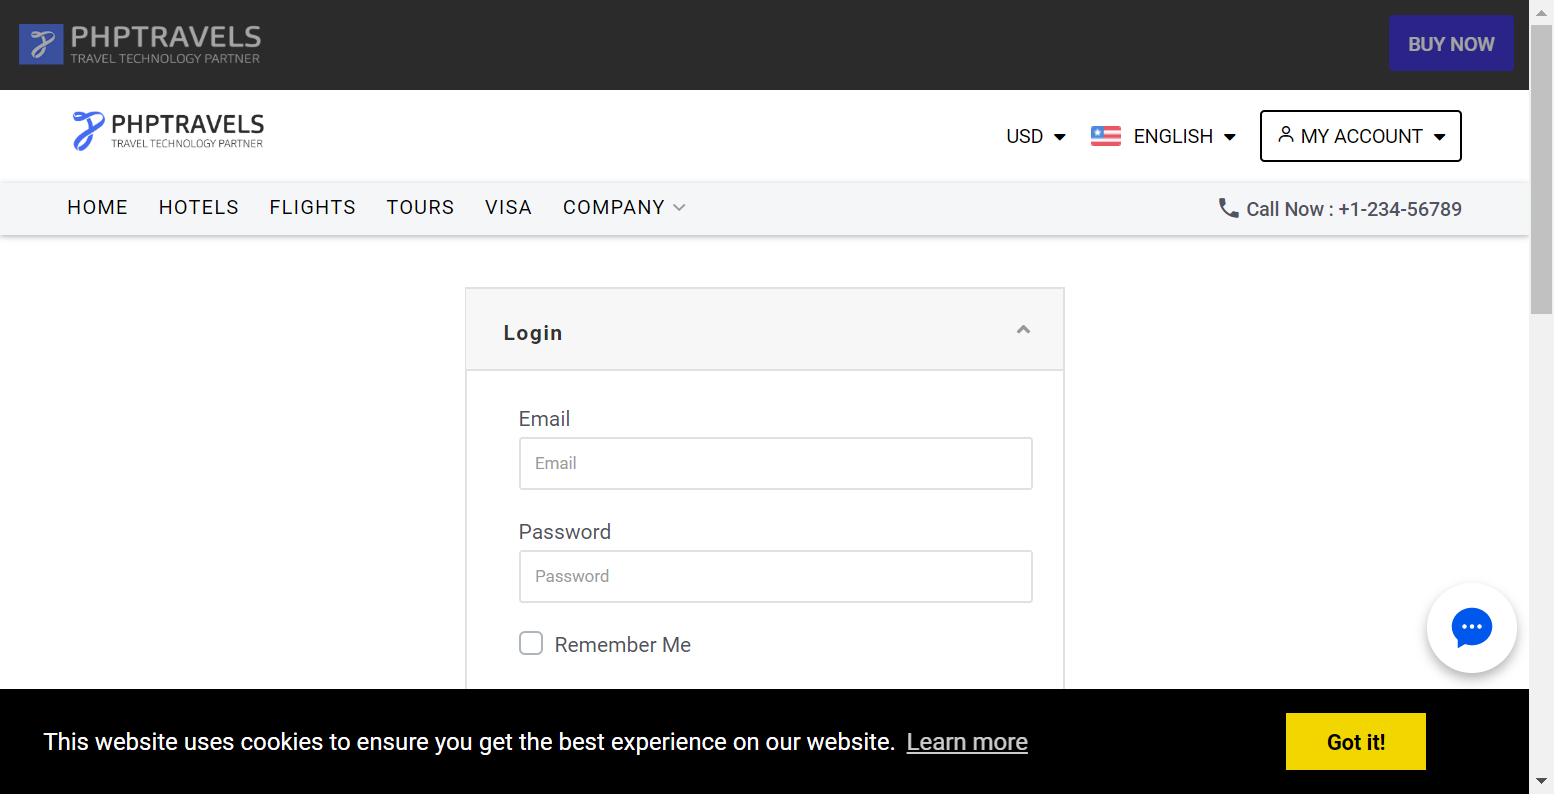 PHPTRAVELS
TRAVEL TECHNOLOGY PARTNER
BUY NOW
PHPTRAVELS
TRAVEL TECHNOLOGY PARTNER
USD ENGLISH MY ACCOUNT
HOME HOTELS FLIGHTS TOURS VISA COMPANY Call Now : +1-234-56789
Login
Email
Email
Password
Password
Remember Me
This website uses cookies to ensure you get the best experience on our website. Learn more Got it!